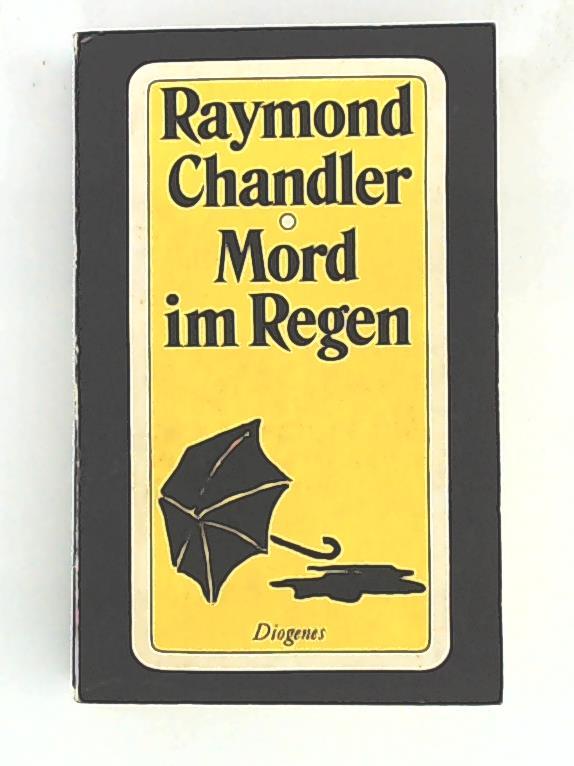 Raymond
Chandler
Mord
im Regen
Diogenes